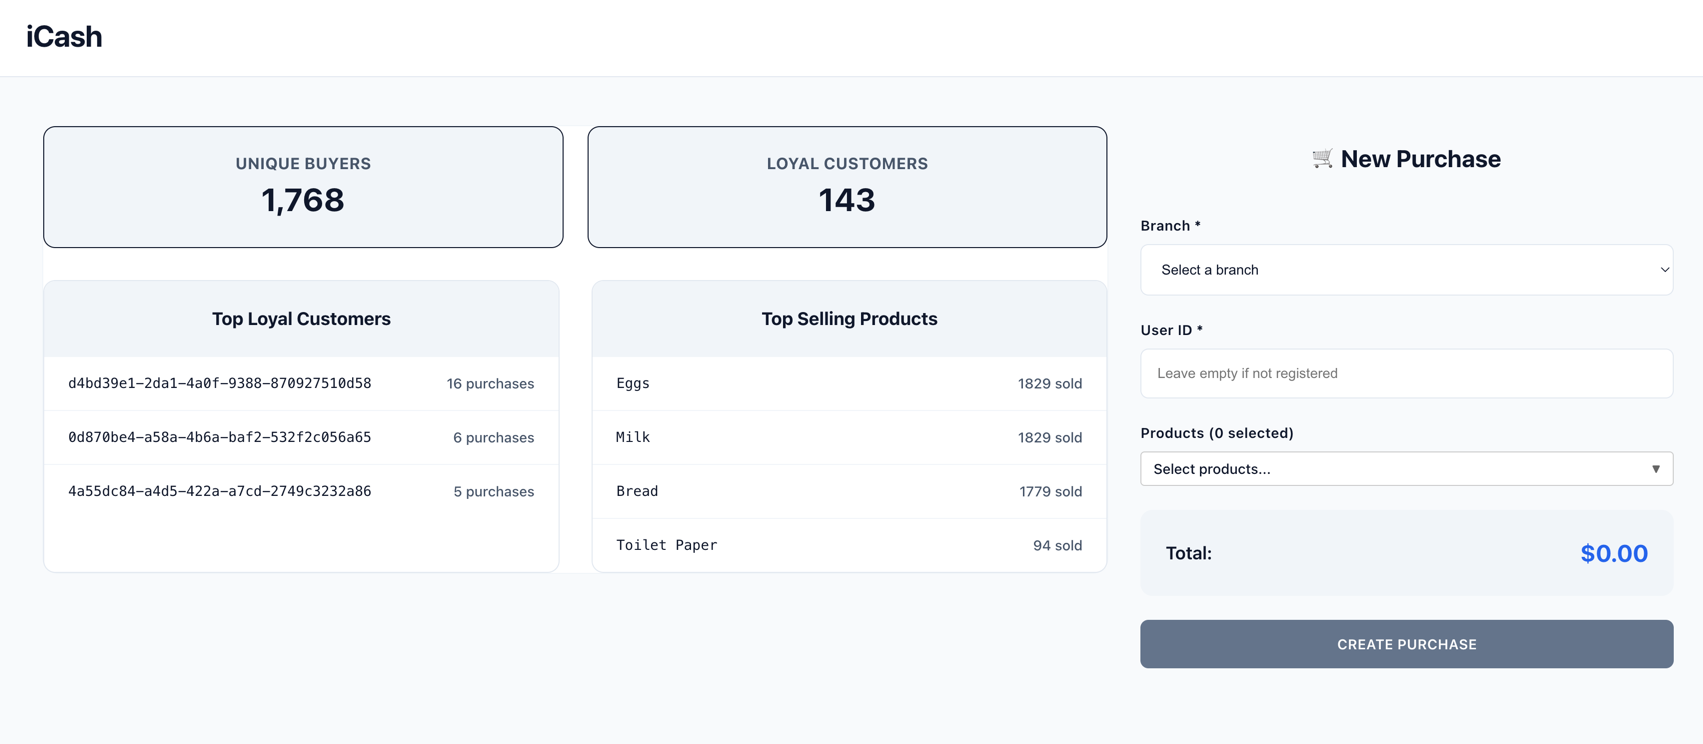 iCash
UNIQUE BUYERS
1,768
LOYAL CUSTOMERS
143
Top Loyal Customers
d4bd39e1-2da1-4a0f-9388-870927510d58 16 purchases
0d870be4-a58a-4b6a-baf2-532f2c056a65 6 purchases
4a55dc84-a4d5-422a-a7cd-2749c3232a86 5 purchases
Top Selling Products
Eggs 1829 sold
Milk 1829 sold
Bread 1779 sold
Toilet Paper 94 sold
🛒 New Purchase
Branch *
Select a branch
User ID *
Leave empty if not registered
Products (0 selected)
Select products...
Total: $0.00
CREATE PURCHASE